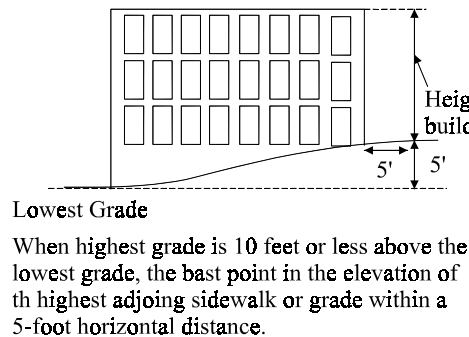 Heig
build
5'
5'
Lowest Grade
When highest grade is 10 feet or less above the
lowest grade, the bast point in the elevation of
th highest adjoing sidewalk or grade within a
5-foot horizontal distance.